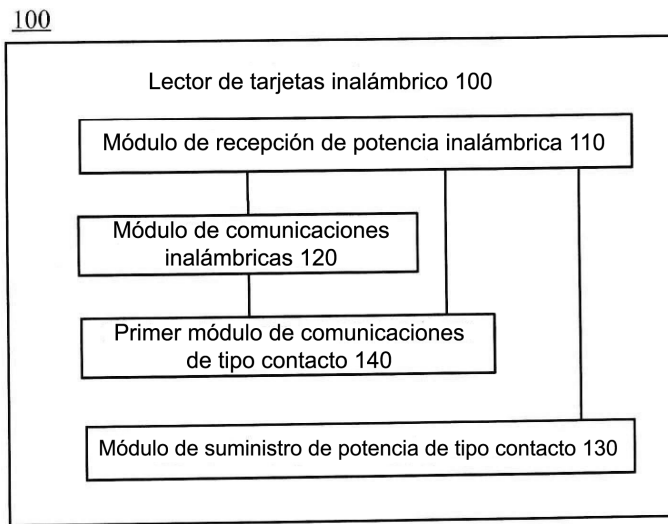 100
Lector de tarjetas inalámbrico 100
Módulo de recepción de potencia inalámbrica 110
Módulo de comunicaciones
inalámbricas 120
Primer módulo de comunicaciones
de tipo contacto 140
Módulo de suministro de potencia de tipo contacto 130